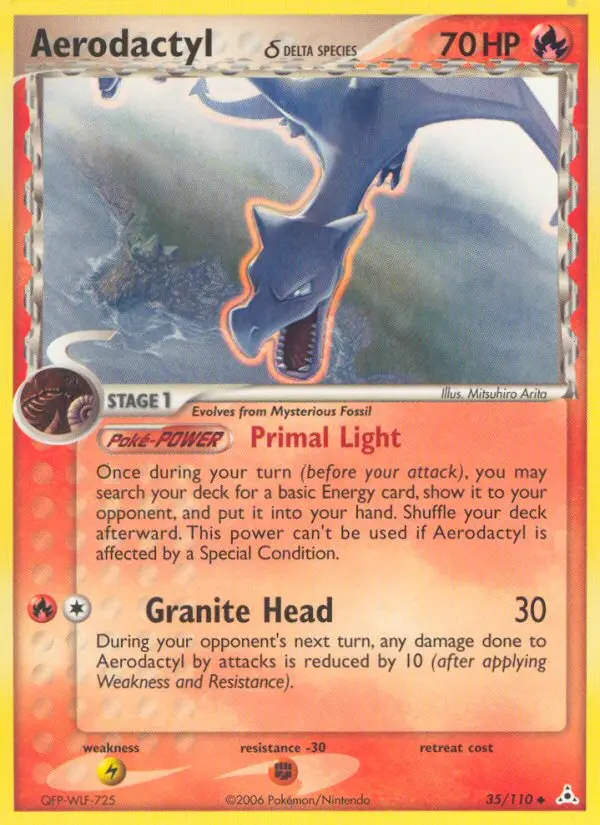 Aerodactyl δ DELTA SPECIES 70 HP
Illus. Mitsuhiro Arita
STAGE 1
Evolves from Mysterious Fossil
Poké-POWER Primal Light
Once during your turn (before your attack), you may
search your deck for a basic Energy card, show it to your
opponent, and put it into your hand. Shuffle your deck
afterward. This power can't be used if Aerodactyl is
affected by a Special Condition.
Granite Head 30
During your opponent's next turn, any damage done to
Aerodactyl by attacks is reduced by 10 (after applying
Weakness and Resistance).
weakness resistance -30 retreat cost
QFP-WLF-725 ©2006 Pokémon/Nintendo 35/110